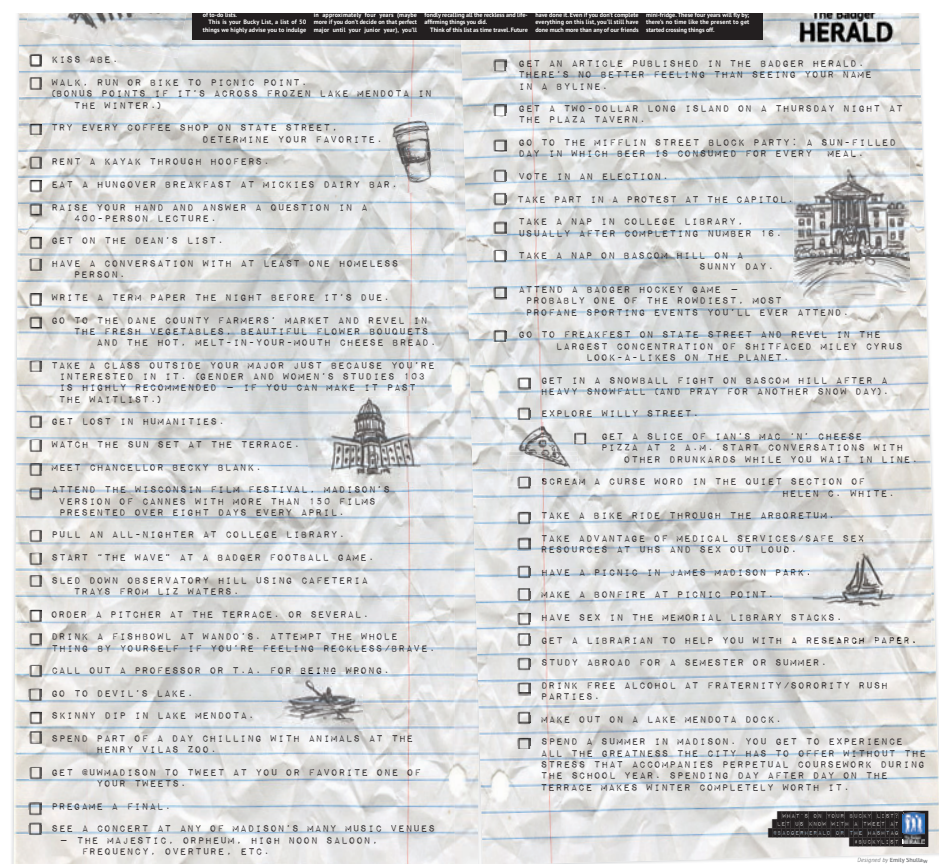 of to-do lists.
This is your Bucky List, a list of 50
things we highly advise you to indulge
in approximately four years (maybe
more if you don't decide on that perfect
major until your junior year), you'll
fondly recalling all the reckless and life-
affirming things you did.
Think of this list as time travel. Future
have done it. Even if you don't complete
everything on this list, you'll still have
done much more than any of our friends
mini-fridge. These four years will fly by;
there's no time like the present to get
started crossing things off.
The Badger
HERALD
KISS ABE.
WALK, RUN OR BIKE TO PICNIC POINT.
(BONUS POINTS IF IT'S ACROSS FROZEN LAKE MENDOTA IN
THE WINTER.)
TRY EVERY COFFEE SHOP ON STATE STREET.
DETERMINE YOUR FAVORITE.
RENT A KAYAK THROUGH HOOFERS.
EAT A HUNGOVER BREAKFAST AT MICKIES DAIRY BAR.
RAISE YOUR HAND AND ANSWER A QUESTION IN A
400-PERSON LECTURE.
GET ON THE DEAN'S LIST.
HAVE A CONVERSATION WITH AT LEAST ONE HOMELESS
PERSON.
WRITE A TERM PAPER THE NIGHT BEFORE IT'S DUE.
GO TO THE DANE COUNTY FARMERS' MARKET AND REVEL IN
THE FRESH VEGETABLES, BEAUTIFUL FLOWER BOUQUETS
AND THE HOT, MELT-IN-YOUR-MOUTH CHEESE BREAD.
TAKE A CLASS OUTSIDE YOUR MAJOR JUST BECAUSE YOU'RE
INTERESTED IN IT. (GENDER AND WOMEN'S STUDIES 103
IS HIGHLY RECOMMENDED – IF YOU CAN MAKE IT PAST
THE WAITLIST.)
GET LOST IN HUMANITIES.
WATCH THE SUN SET AT THE TERRACE.
MEET CHANCELLOR BECKY BLANK.
ATTEND THE WISCONSIN FILM FESTIVAL, MADISON'S
VERSION OF CANNES WITH MORE THAN 150 FILMS
PRESENTED OVER EIGHT DAYS EVERY APRIL.
PULL AN ALL-NIGHTER AT COLLEGE LIBRARY.
START "THE WAVE" AT A BADGER FOOTBALL GAME.
SLED DOWN OBSERVATORY HILL USING CAFETERIA
TRAYS FROM LIZ WATERS.
ORDER A PITCHER AT THE TERRACE. OR SEVERAL.
DRINK A FISHBOWL AT WANDO'S. ATTEMPT THE WHOLE
THING BY YOURSELF IF YOU'RE FEELING RECKLESS/BRAVE.
CALL OUT A PROFESSOR OR T.A. FOR BEING WRONG.
GO TO DEVIL'S LAKE.
SKINNY DIP IN LAKE MENDOTA.
SPEND PART OF A DAY CHILLING WITH ANIMALS AT THE
HENRY VILAS ZOO.
GET @UWMADISON TO TWEET AT YOU OR FAVORITE ONE OF
YOUR TWEETS.
PREGAME A FINAL.
SEE A CONCERT AT ANY OF MADISON'S MANY MUSIC VENUES
– THE MAJESTIC, ORPHEUM, HIGH NOON SALOON,
FREQUENCY, OVERTURE, ETC.
GET AN ARTICLE PUBLISHED IN THE BADGER HERALD.
THERE'S NO BETTER FEELING THAN SEEING YOUR NAME
IN A BYLINE.
GET A TWO-DOLLAR LONG ISLAND ON A THURSDAY NIGHT AT
THE PLAZA TAVERN.
GO TO THE MIFFLIN STREET BLOCK PARTY: A SUN-FILLED
DAY IN WHICH BEER IS CONSUMED FOR EVERY MEAL.
VOTE IN AN ELECTION.
TAKE PART IN A PROTEST AT THE CAPITOL.
TAKE A NAP IN COLLEGE LIBRARY.
USUALLY AFTER COMPLETING NUMBER 16.
TAKE A NAP ON BASCOM HILL ON A
SUNNY DAY.
ATTEND A BADGER HOCKEY GAME –
PROBABLY ONE OF THE ROWDIEST, MOST
PROFANE SPORTING EVENTS YOU'LL EVER ATTEND.
GO TO FREAKFEST ON STATE STREET AND REVEL IN THE
LARGEST CONCENTRATION OF SHITFACED MILEY CYRUS
LOOK-A-LIKES ON THE PLANET.
GET IN A SNOWBALL FIGHT ON BASCOM HILL AFTER A
HEAVY SNOWFALL (AND PRAY FOR ANOTHER SNOW DAY).
EXPLORE WILLY STREET.
GET A SLICE OF IAN'S MAC 'N' CHEESE
PIZZA AT 2 A.M. START CONVERSATIONS WITH
OTHER DRUNKARDS WHILE YOU WAIT IN LINE.
SCREAM A CURSE WORD IN THE QUIET SECTION OF
HELEN C. WHITE.
TAKE A BIKE RIDE THROUGH THE ARBORETUM.
TAKE ADVANTAGE OF MEDICAL SERVICES/SAFE SEX
RESOURCES AT UHS AND SEX OUT LOUD.
HAVE A PICNIC IN JAMES MADISON PARK.
MAKE A BONFIRE AT PICNIC POINT.
HAVE SEX IN THE MEMORIAL LIBRARY STACKS.
GET A LIBRARIAN TO HELP YOU WITH A RESEARCH PAPER.
STUDY ABROAD FOR A SEMESTER OR SUMMER.
DRINK FREE ALCOHOL AT FRATERNITY/SORORITY RUSH
PARTIES.
MAKE OUT ON A LAKE MENDOTA DOCK.
SPEND A SUMMER IN MADISON. YOU GET TO EXPERIENCE
ALL THE GREATNESS THE CITY HAS TO OFFER WITHOUT THE
STRESS THAT ACCOMPANIES PERPETUAL COURSEWORK DURING
THE SCHOOL YEAR. SPENDING DAY AFTER DAY ON THE
TERRACE MAKES WINTER COMPLETELY WORTH IT.
WHAT'S ON YOUR BUCKY LIST?
LET US KNOW WITH A TWEET AT
@BADGERHERALD OR THE HASHTAG
#BUCKYLIST
Designed by Emily Shullaw